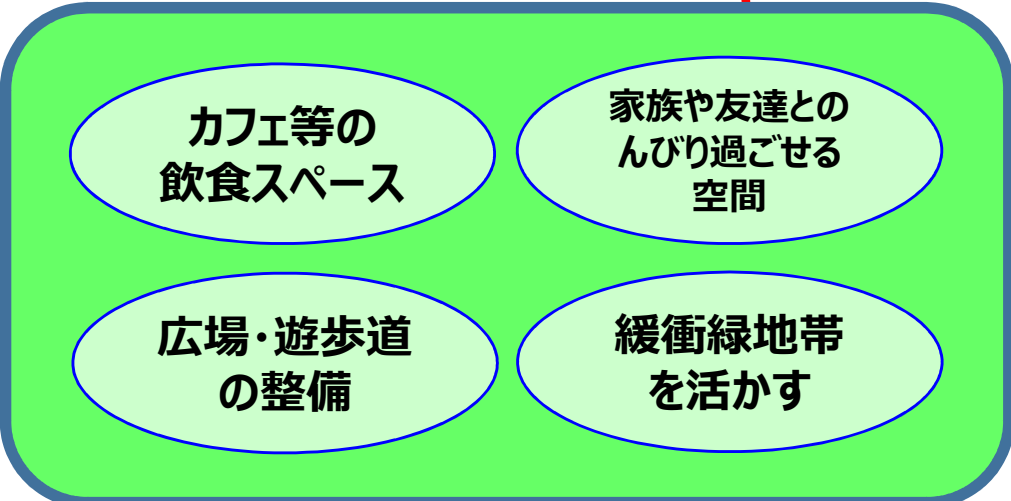 カフェ等の
飲食スペース
家族や友達との
んびり過ごせる
空間
広場・遊歩道
の整備
緩衝緑地帯
を活かす